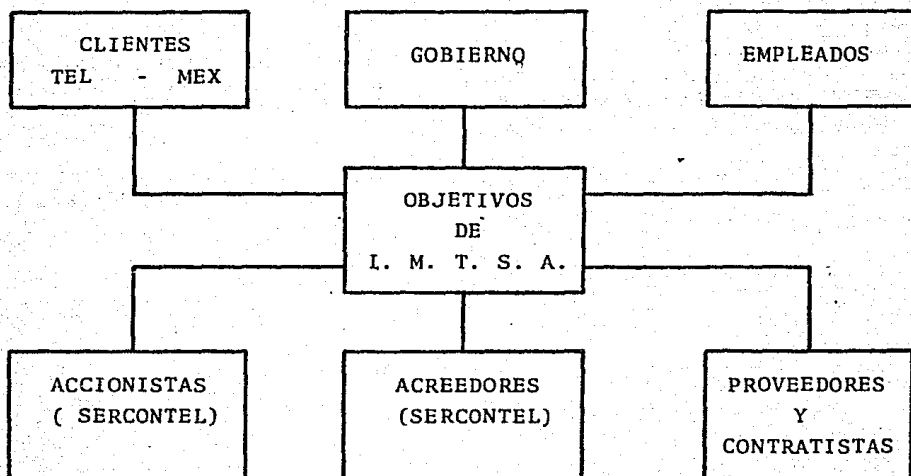 CLIENTES
TEL - MEX
GOBIERNO
EMPLEADOS
OBJETIVOS
DE
I. M. T. S. A.
ACCIONISTAS
( SERCONTEL)
ACREEDORES
(SERCONTEL)
PROVEEDORES
Y
CONTRATISTAS